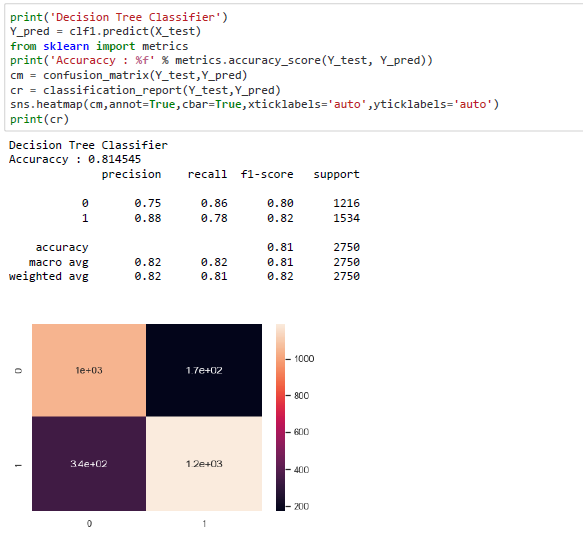 print('Decision Tree Classifier')
Y_pred = clf1.predict(X_test)
from sklearn import metrics
print('Accuraccy : %f' % metrics.accuracy_score(Y_test, Y_pred))
cm = confusion_matrix(Y_test,Y_pred)
cr = classification_report(Y_test,Y_pred)
sns.heatmap(cm,annot=True,cbar=True,xticklabels='auto',yticklabels='auto')
print(cr)
Decision Tree Classifier
Accuraccy : 0.814545
precision recall f1-score support
0 0.75 0.86 0.80 1216
1 0.88 0.78 0.82 1534
accuracy 0.81 2750
macro avg 0.82 0.82 0.81 2750
weighted avg 0.82 0.81 0.82 2750
0 1e+03 1.7e+02
1 3.4e+02 1.2e+03
0 1
1000
800
600
400
200